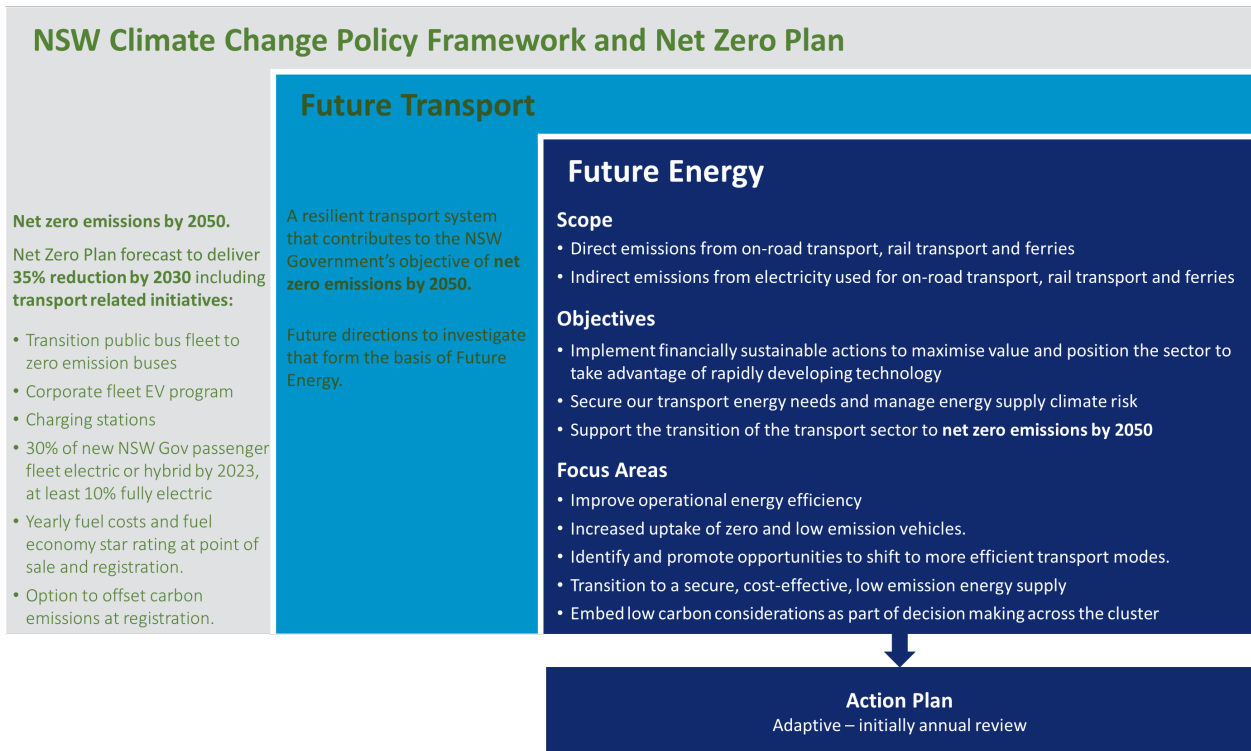 NSW Climate Change Policy Framework and Net Zero Plan
Net zero emissions by 2050.
Net Zero Plan forecast to deliver
35% reduction by 2030 including
transport related initiatives:
• Transition public bus fleet to
zero emission buses
• Corporate fleet EV program
• Charging stations
• 30% of new NSW Gov passenger
fleet electric or hybrid by 2023,
at least 10% fully electric
• Yearly fuel costs and fuel
economy star rating at point of
sale and registration.
• Option to offset carbon
emissions at registration.
Future Transport
A resilient transport system
that contributes to the NSW
Government's objective of net
zero emissions by 2050.
Future directions to investigate
that form the basis of Future
Energy.
Future Energy
Scope
• Direct emissions from on-road transport, rail transport and ferries
• Indirect emissions from electricity used for on-road transport, rail transport and ferries
Objectives
• Implement financially sustainable actions to maximise value and position the sector to
take advantage of rapidly developing technology
• Secure our transport energy needs and manage energy supply climate risk
• Support the transition of the transport sector to net zero emissions by 2050
Focus Areas
• Improve operational energy efficiency
• Increased uptake of zero and low emission vehicles.
• Identify and promote opportunities to shift to more efficient transport modes.
• Transition to a secure, cost-effective, low emission energy supply
• Embed low carbon considerations as part of decision making across the cluster
Action Plan
Adaptive – initially annual review